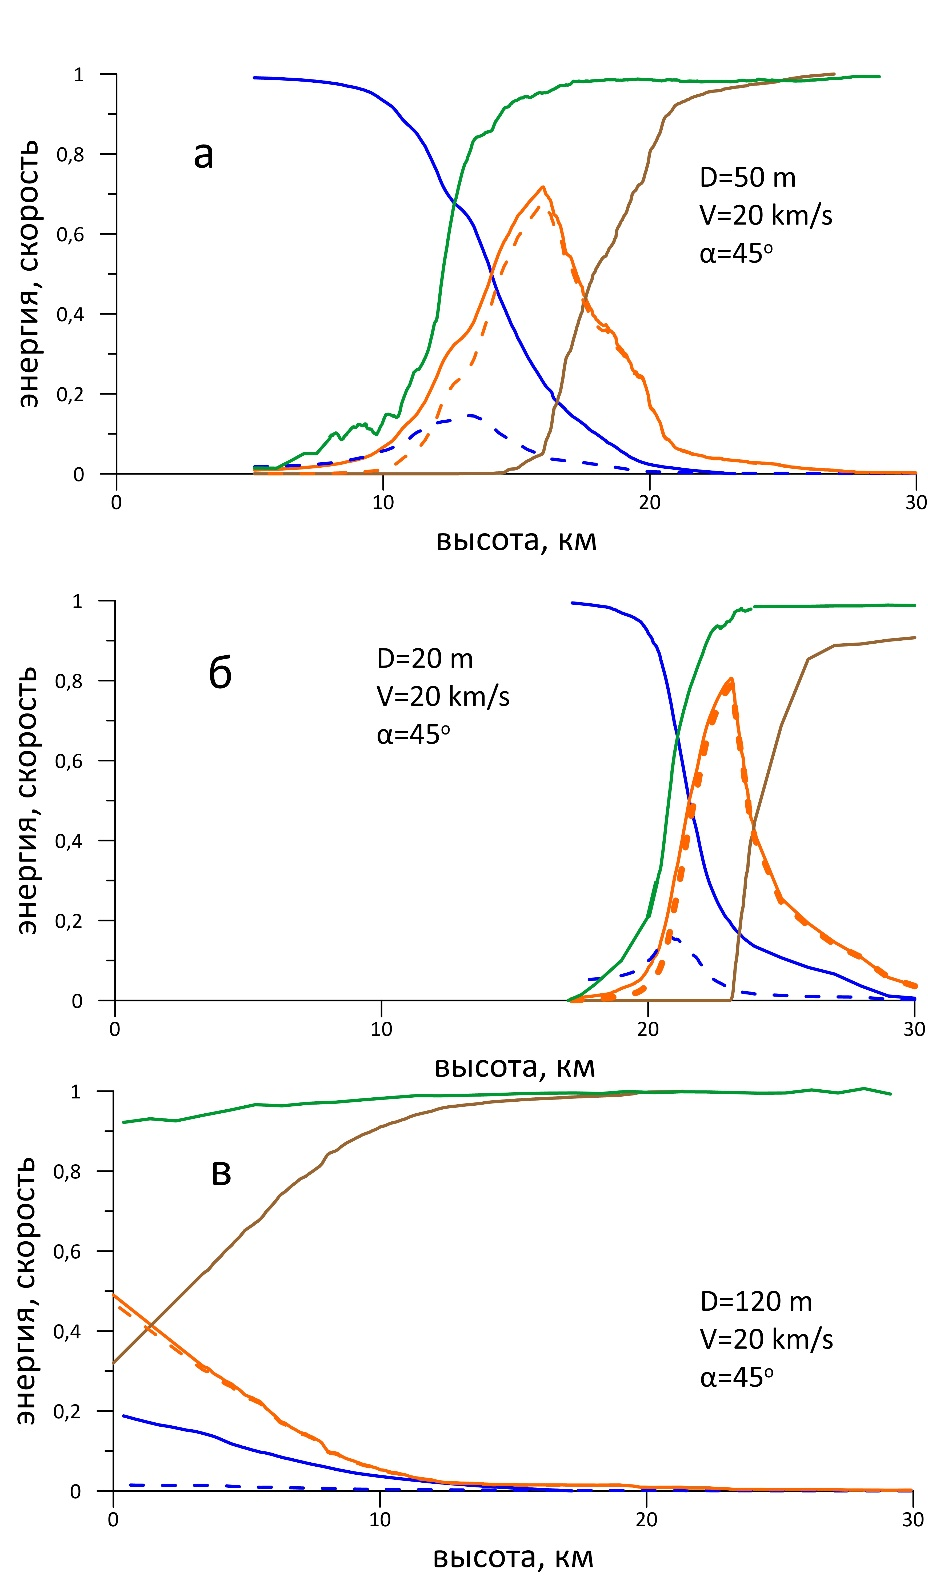 1
0,8
0,6
0,4
0,2
0
энергия, скорость
а
D=50 m
V=20 km/s
α=45º
0
10
20
30
высота, км
1
0,8
0,6
0,4
0,2
0
энергия, скорость
б
D=20 m
V=20 km/s
α=45º
0
10
20
30
высота, км
1
0,8
0,6
0,4
0,2
0
энергия, скорость
в
D=120 m
V=20 km/s
α=45º
0
10
20
30
высота, км